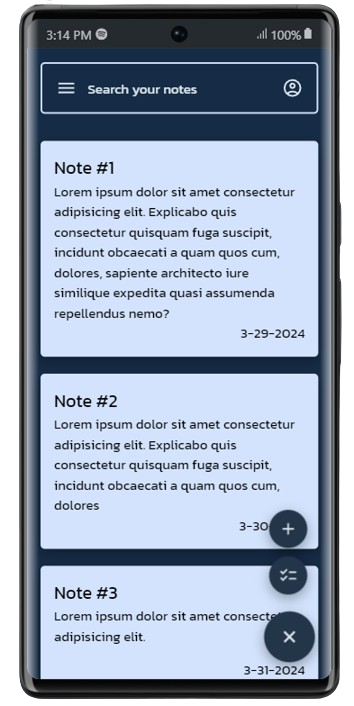 3:14 PM
100%
Search your notes
Note #1
Lorem ipsum dolor sit amet consectetur
adipisicing elit. Explicabo quis
consectetur quisquam fuga suscipit,
incidunt obcaecati a quam quos cum,
dolores, sapiente architecto iure
similique expedita quasi assumenda
repellendus nemo?
3-29-2024
Note #2
Lorem ipsum dolor sit amet consectetur
adipisicing elit. Explicabo quis
consectetur quisquam fuga suscipit,
incidunt obcaecati a quam quos cum,
dolores
3-30
Note #3
Lorem ipsum dolor sit amet
adipisicing elit.
3-31-2024